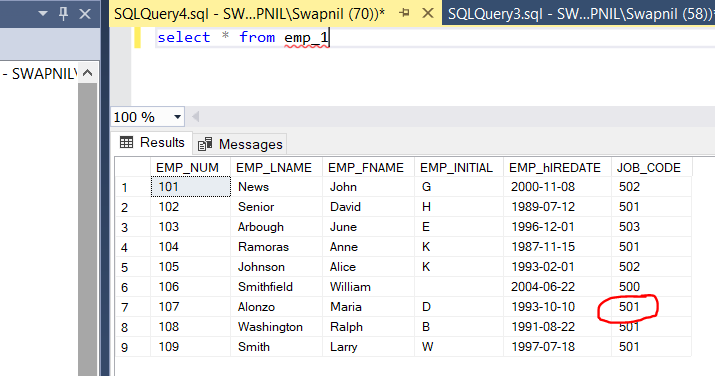 SQLQuery4.sql - SW...PNIL\Swapnil (70))* SQLQuery3.sql - SW...PNIL\Swapnil (58))*
- SWAPNIL\
select * from emp_1
100 %
Results Messages
EMP_NUM EMP_LNAME EMP_FNAME EMP_INITIAL EMP_hIREDATE JOB_CODE
1 101 News John G 2000-11-08 502
2 102 Senior David H 1989-07-12 501
3 103 Arbough June E 1996-12-01 503
4 104 Ramoras Anne K 1987-11-15 501
5 105 Johnson Alice K 1993-02-01 502
6 106 Smithfield William 2004-06-22 500
7 107 Alonzo Maria D 1993-10-10 501
8 108 Washington Ralph B 1991-08-22 501
9 109 Smith Larry W 1997-07-18 501